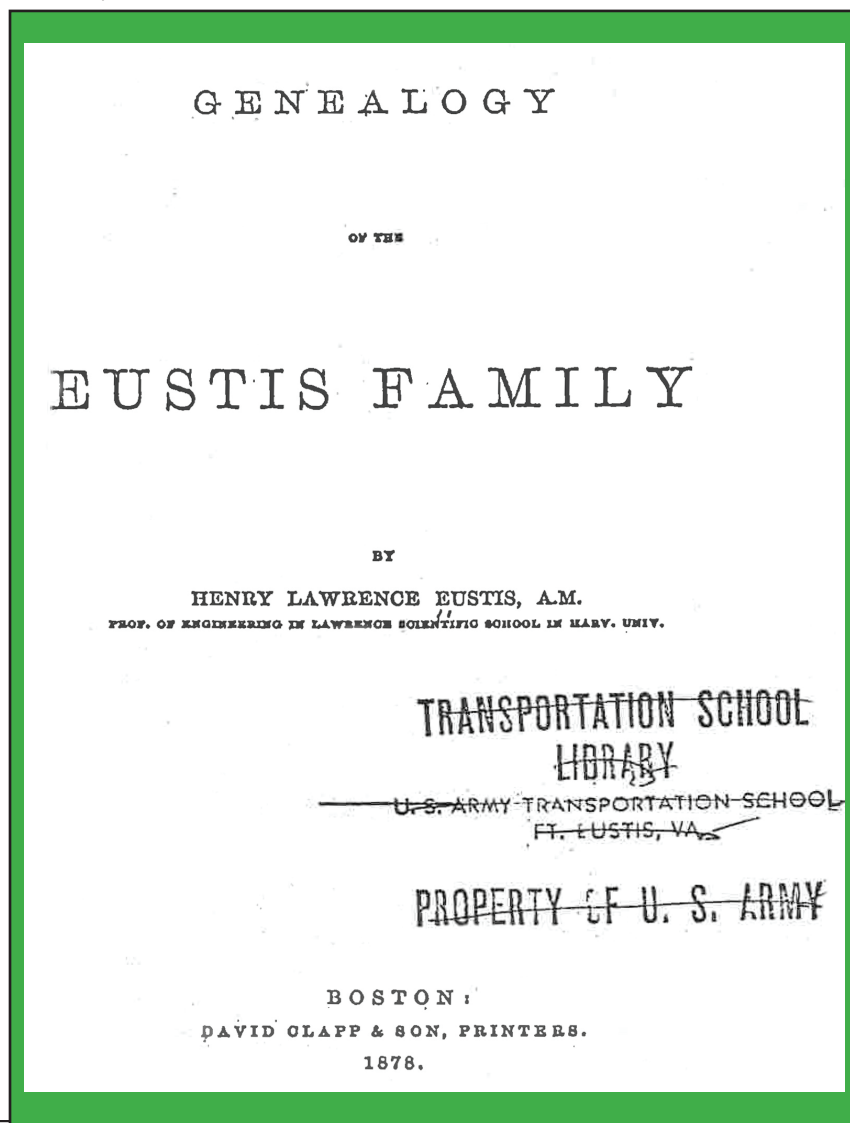 GENEALOGY
OF THE
EUSTIS FAMILY
BY
HENRY LAWRENCE EUSTIS, A.M.
PROF. OF ENGINEERING IN LAWRENCE SCIENTIFIC SCHOOL IN HARV. UNIV.
TRANSPORTATION SCHOOL
LIBRARY
U. S. ARMY TRANSPORTATION SCHOOL
FT. EUSTIS, VA.
PROPERTY OF U. S. ARMY
BOSTON:
DAVID CLAPP & SON, PRINTERS.
1878.